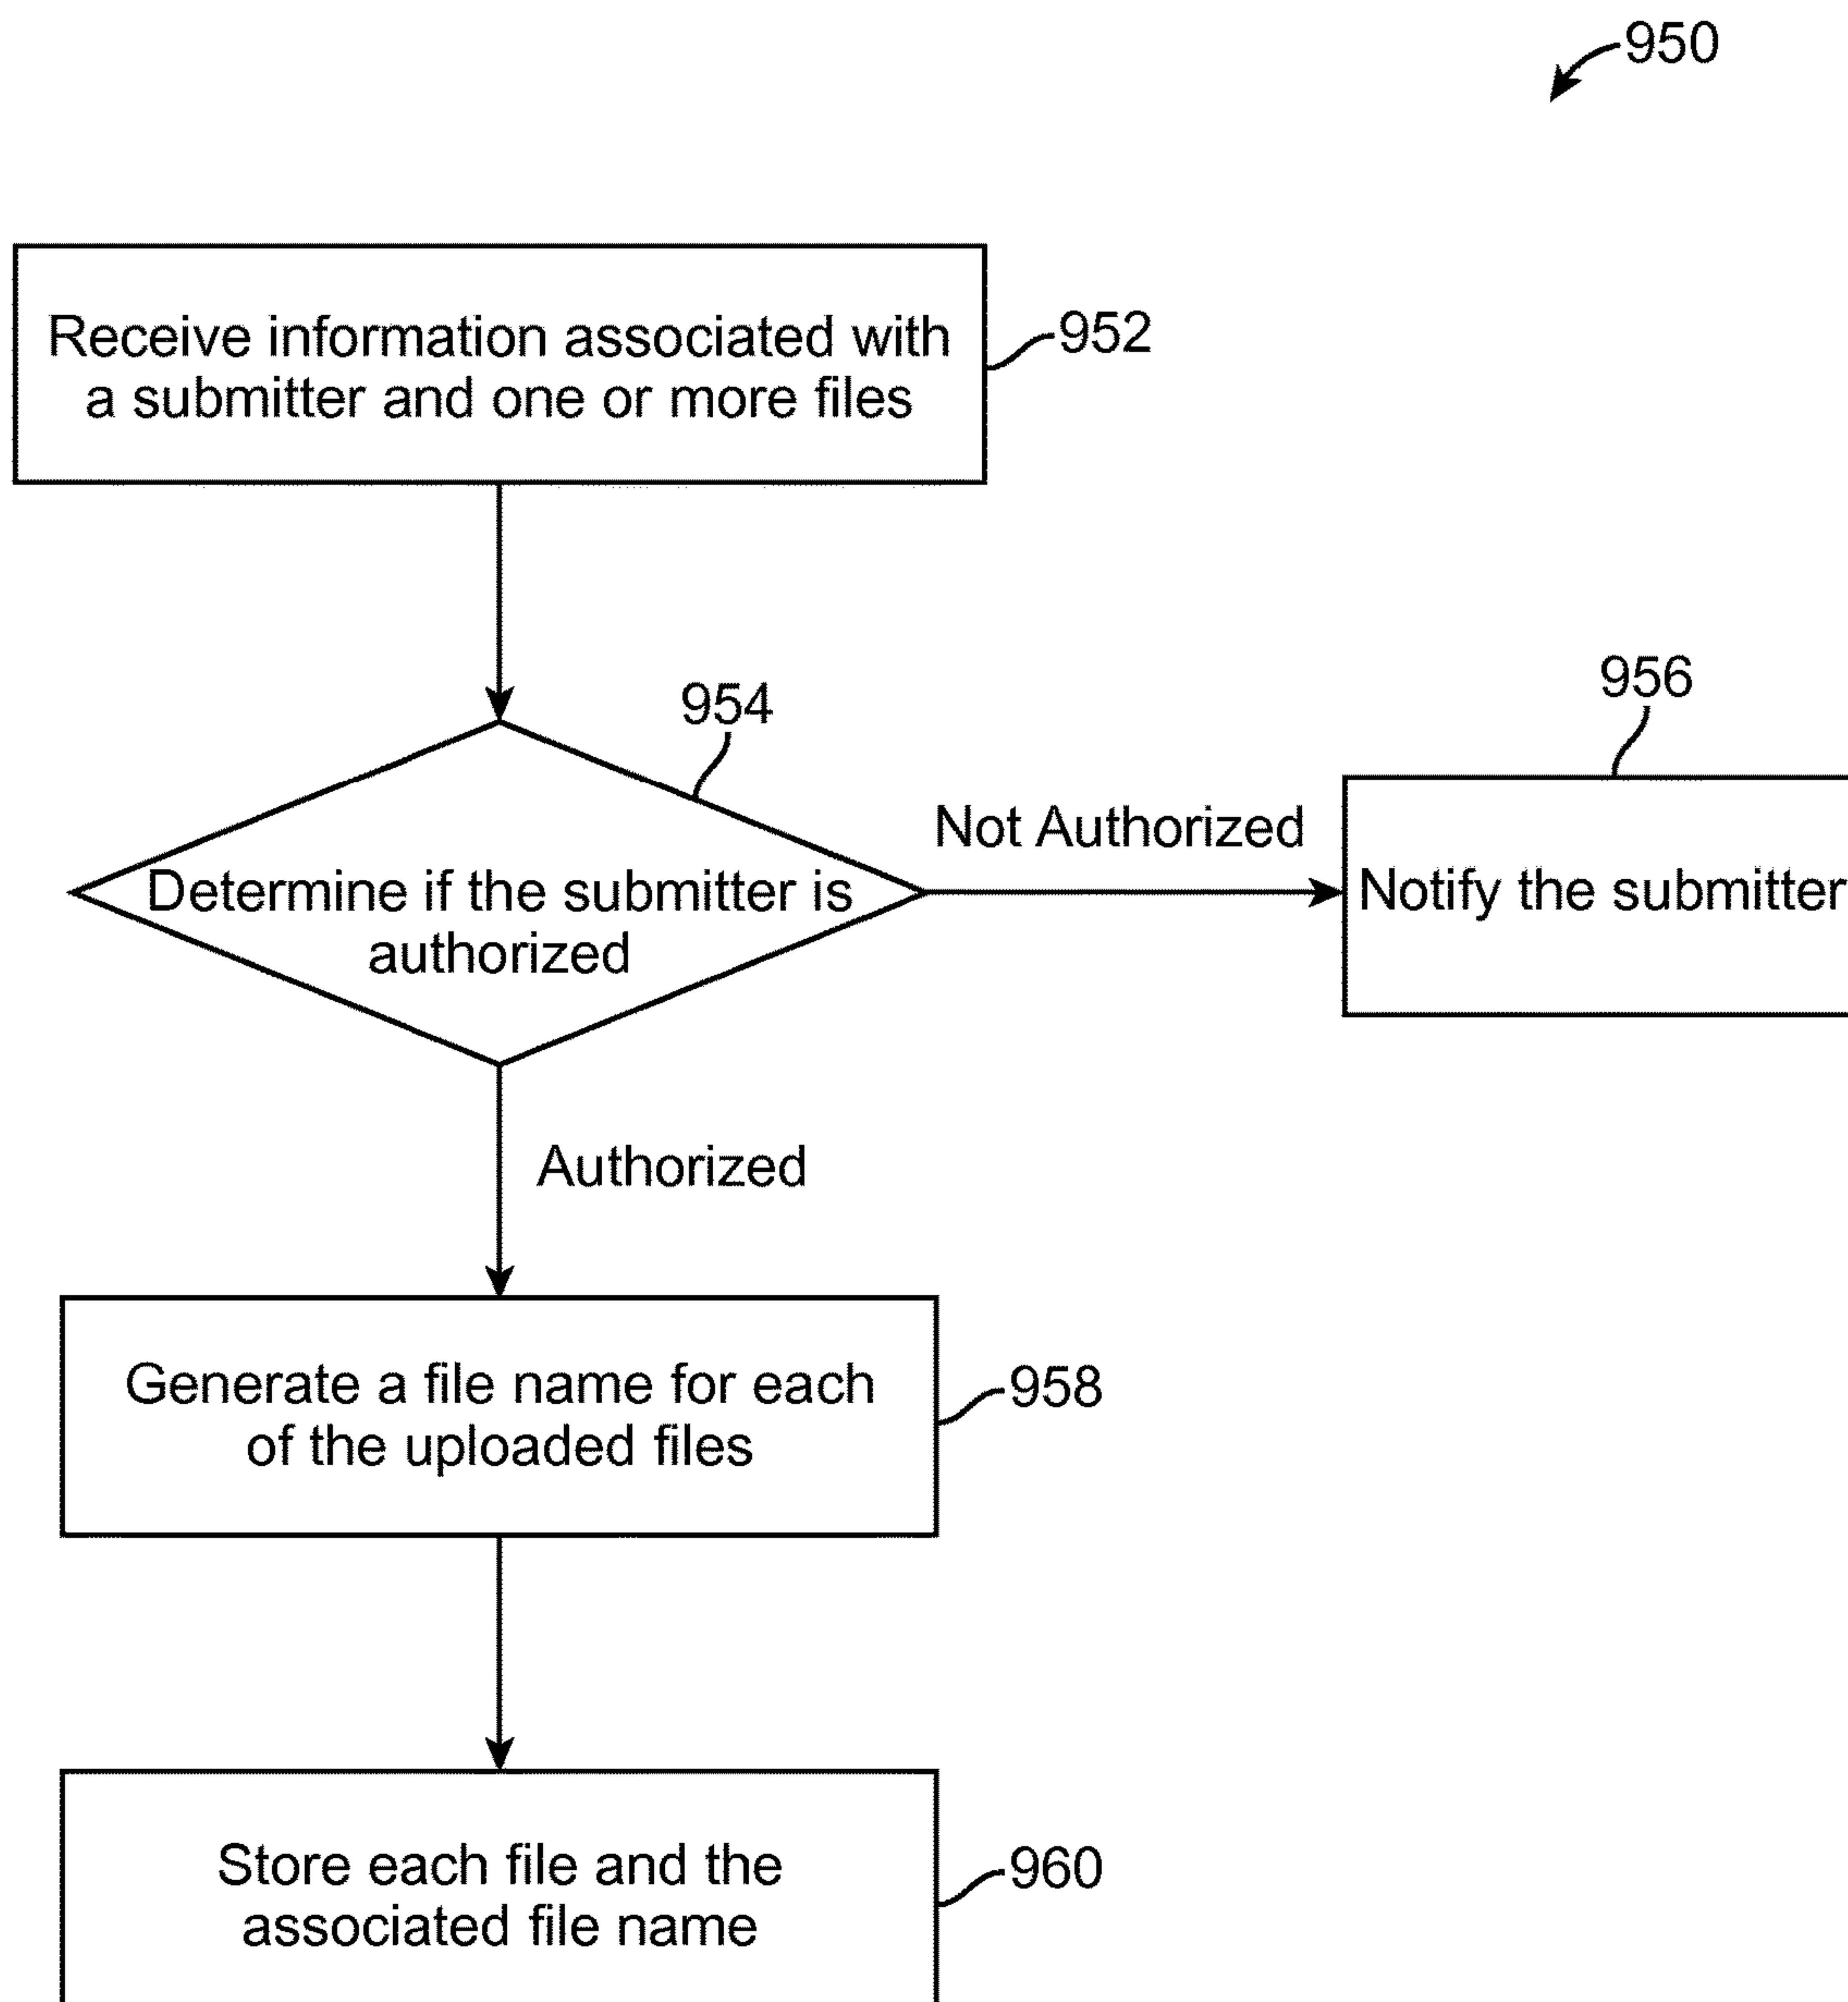 950
Receive information associated with
a submitter and one or more files
952
954
956
Not Authorized
Determine if the submitter is
authorized
Notify the submitter
Authorized
Generate a file name for each
of the uploaded files
958
Store each file and the
associated file name
960